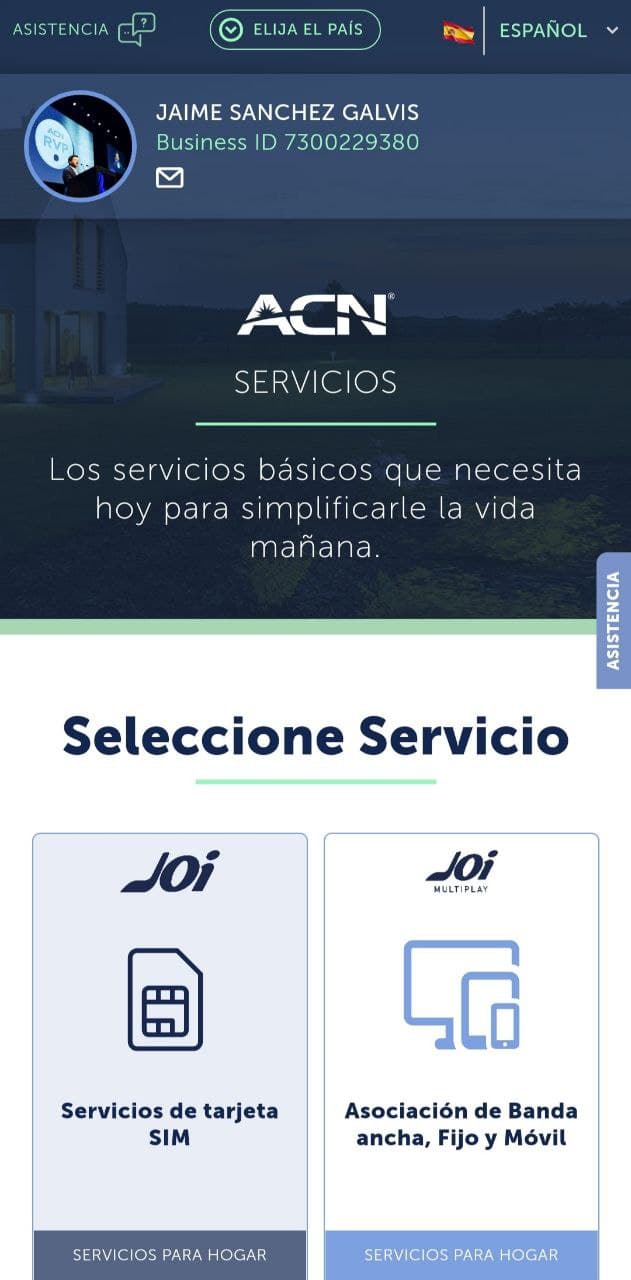 ASISTENCIA
ELIJA EL PAÍS
ESPAÑOL
JAIME SANCHEZ GALVIS
Business ID 7300229380
ACN
RVP
ACN®
SERVICIOS
Los servicios básicos que necesita
hoy para simplificarle la vida
mañana.
ASISTENCIA
Seleccione Servicio
JOi
Servicios de tarjeta
SIM
SERVICIOS PARA HOGAR
JOi
MULTIPLAY
Asociación de Banda
ancha, Fijo y Móvil
SERVICIOS PARA HOGAR